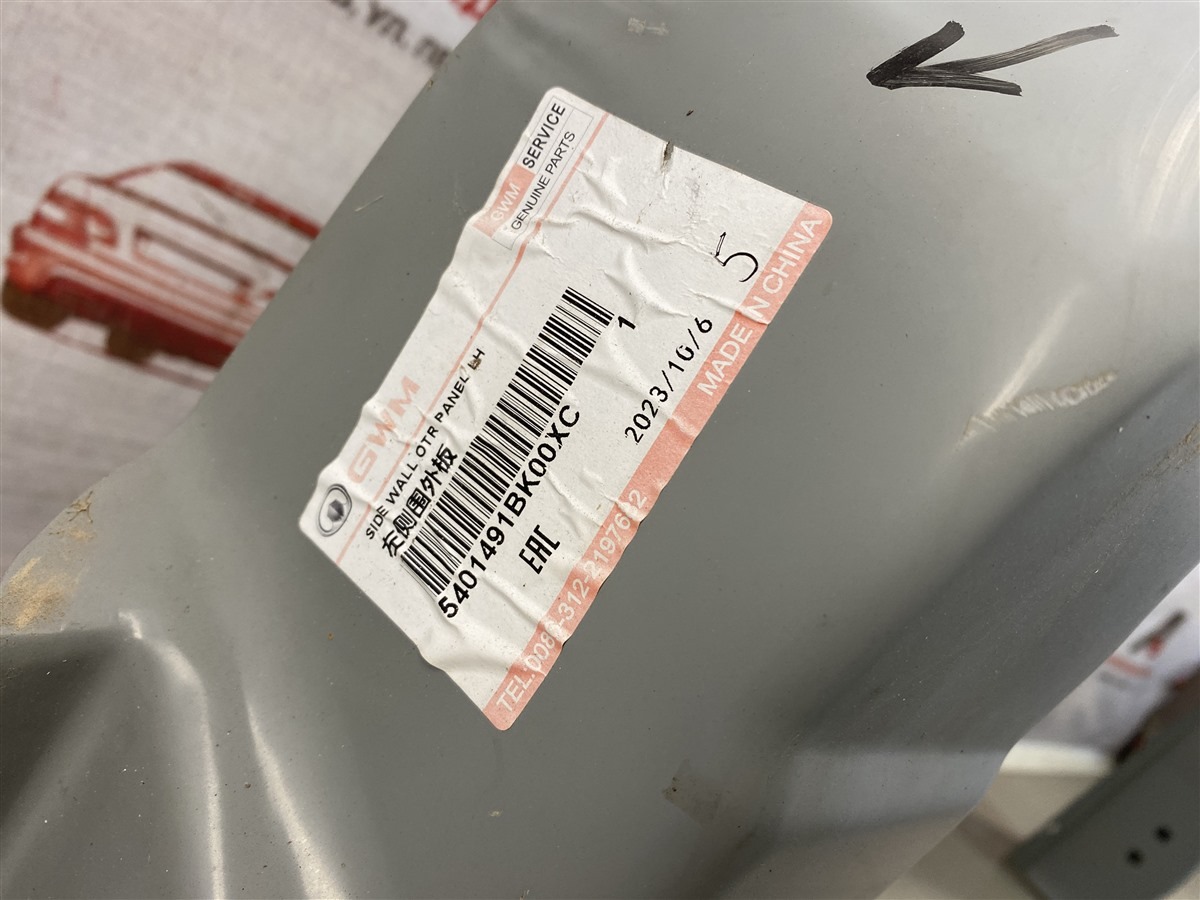 GWM SERVICE
GENUINE PARTS
GWM
SIDE WALL OTR PANEL LH
左侧围外板
5401491BK00XC
1
EAC
2023/10/6
5
MADE IN CHINA